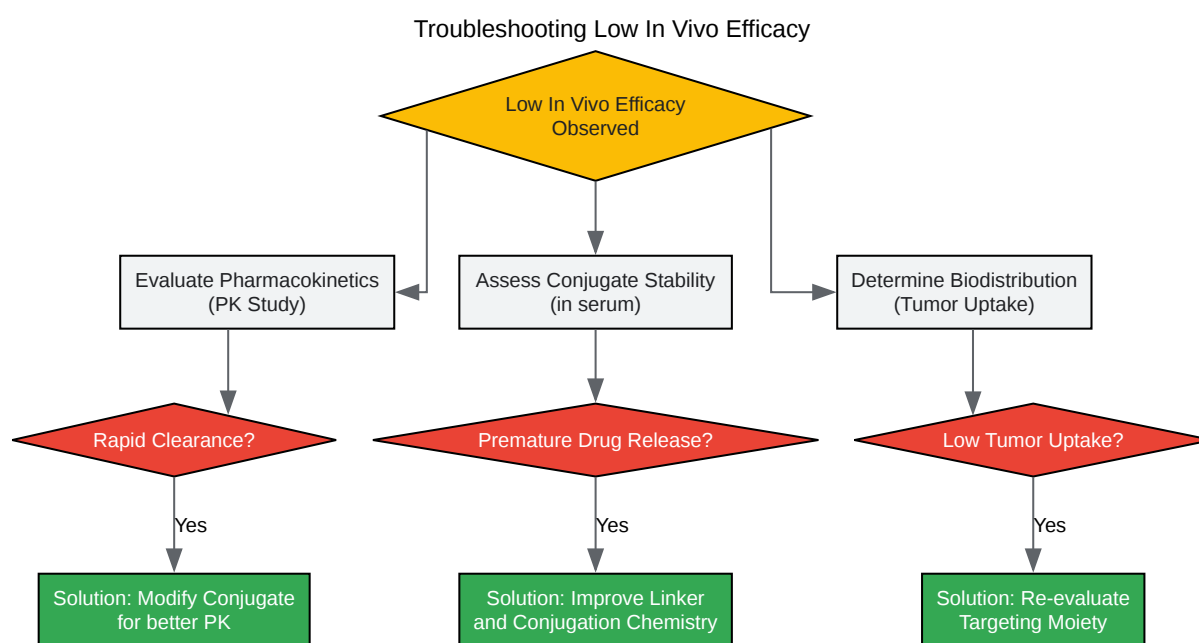 Troubleshooting Low In Vivo Efficacy
Low In Vivo Efficacy
Observed
Evaluate Pharmacokinetics
(PK Study)
Assess Conjugate Stability
(in serum)
Determine Biodistribution
(Tumor Uptake)
Rapid Clearance?
Premature Drug Release?
Low Tumor Uptake?
Yes
Yes
Yes
Solution: Modify Conjugate
for better PK
Solution: Improve Linker
and Conjugation Chemistry
Solution: Re-evaluate
Targeting Moiety